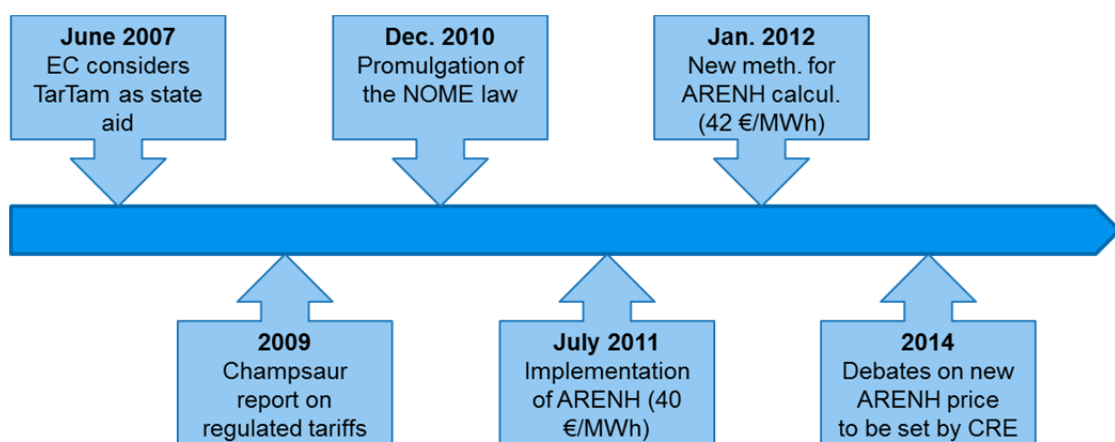 June 2007
EC considers
TarTam as state
aid
Dec. 2010
Promulgation of
the NOME law
Jan. 2012
New meth. for
ARENH calcul.
(42 €/MWh)
2009
Champsaur
report on
regulated tariffs
July 2011
Implementation
of ARENH (40
€/MWh)
2014
Debates on new
ARENH price
to be set by CRE